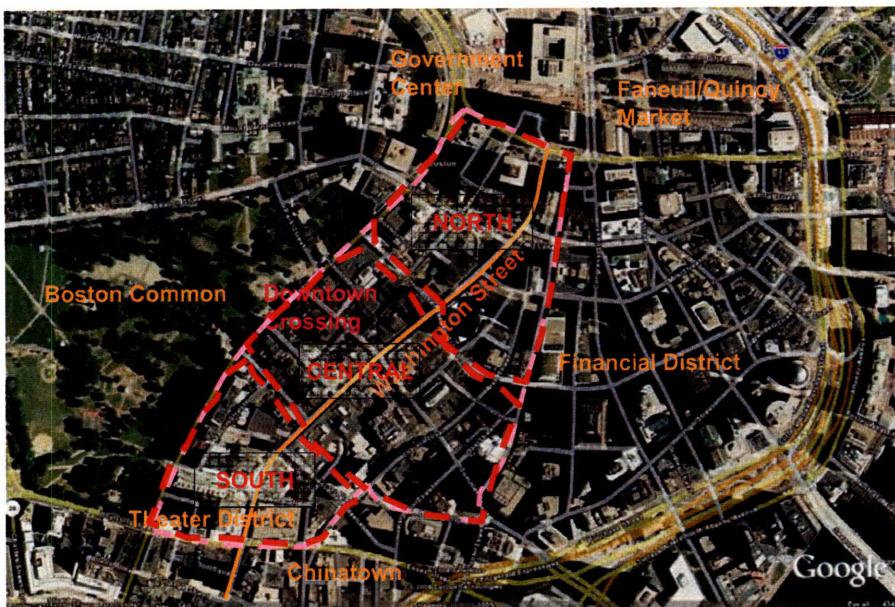 Government
Center
Faneuil/Quincy
Market
NORTH
Boston Common
Downtown
Crossing
Washington Street
Financial District
CENTRAL
SOUTH
Theater District
Chinatown
Google